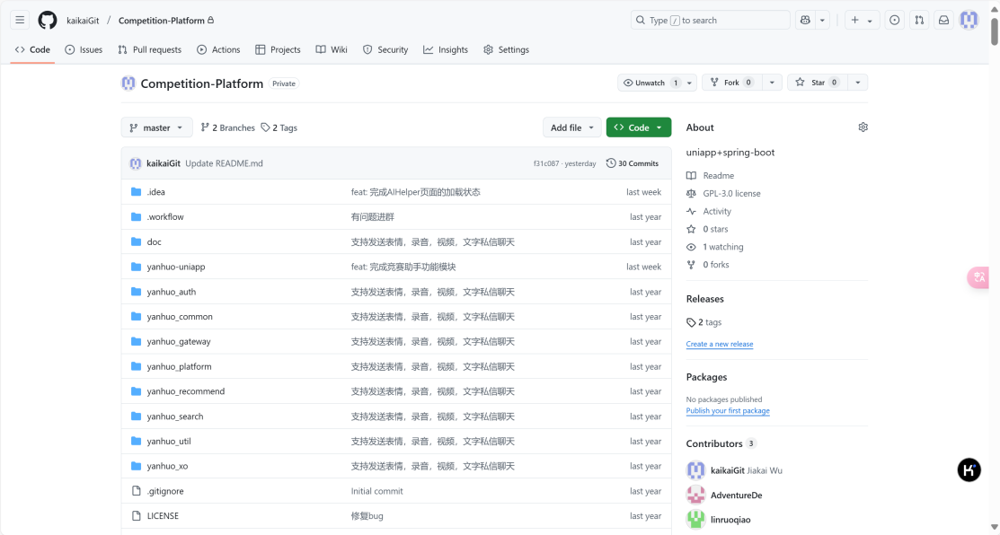 kaikaiGit / Competition-Platform
Type / to search
Code Issues Pull requests Actions Projects Wiki Security Insights Settings
Competition-Platform Private
Unwatch 1 Fork 0 Star 0
master 2 Branches 2 Tags Add file Code
kaikaiGit Update README.md f31c087 · yesterday 30 Commits
.idea feat: 完成AIHelper页面的加载状态 last week
.workflow 有问题进群 last year
doc 支持发送表情，录音，视频，文字私信聊天 last year
yanhuo-uniapp feat: 完成竞赛助手功能模块 last week
yanhuo_auth 支持发送表情，录音，视频，文字私信聊天 last year
yanhuo_common 支持发送表情，录音，视频，文字私信聊天 last year
yanhuo_gateway 支持发送表情，录音，视频，文字私信聊天 last year
yanhuo_platform 支持发送表情，录音，视频，文字私信聊天 last year
yanhuo_recommend 支持发送表情，录音，视频，文字私信聊天 last year
yanhuo_search 支持发送表情，录音，视频，文字私信聊天 last year
yanhuo_util 支持发送表情，录音，视频，文字私信聊天 last year
yanhuo_xo 支持发送表情，录音，视频，文字私信聊天 last year
.gitignore Initial commit last year
LICENSE 修复bug last year
About
uniapp+spring-boot
Readme
GPL-3.0 license
Activity
0 stars
1 watching
0 forks
Releases
2 tags
Create a new release
Packages
No packages published
Publish your first package
Contributors 3
kaikaiGit Jiakai Wu
AdventureDe
linruoqiao
K